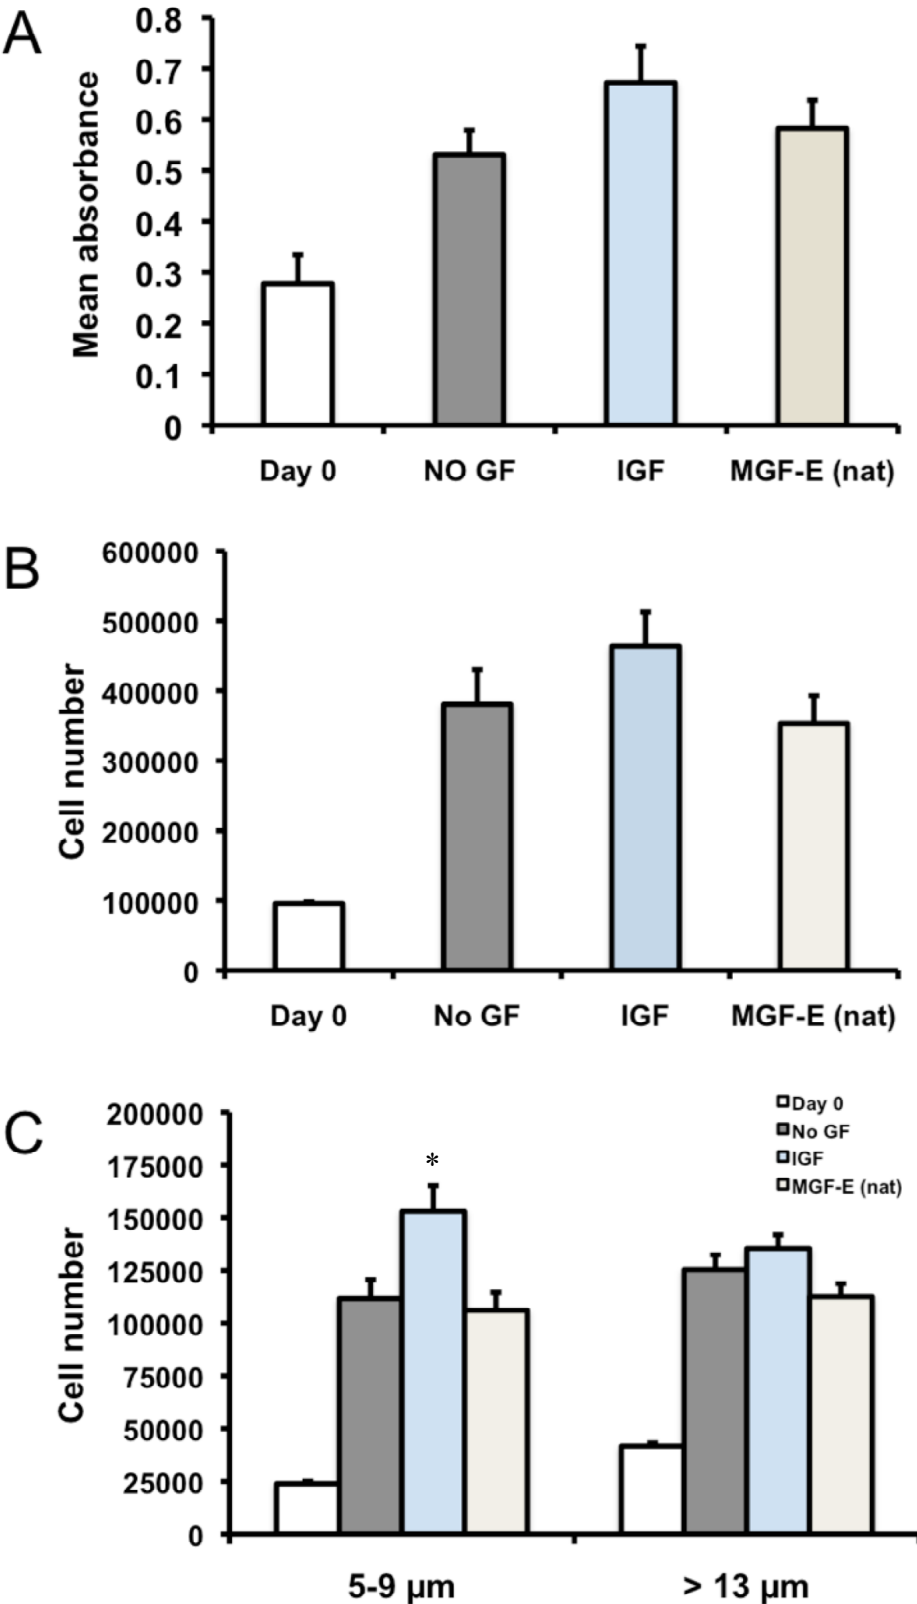 A
Mean absorbance
0.8
0.7
0.6
0.5
0.4
0.3
0.2
0.1
0
Day 0 NO GF IGF MGF-E (nat)
B
Cell number
600000
500000
400000
300000
200000
100000
0
Day 0 No GF IGF MGF-E (nat)
C
Cell number
200000
175000
150000
125000
100000
75000
50000
25000
0
*
Day 0
No GF
IGF
MGF-E (nat)
5-9 µm > 13 µm